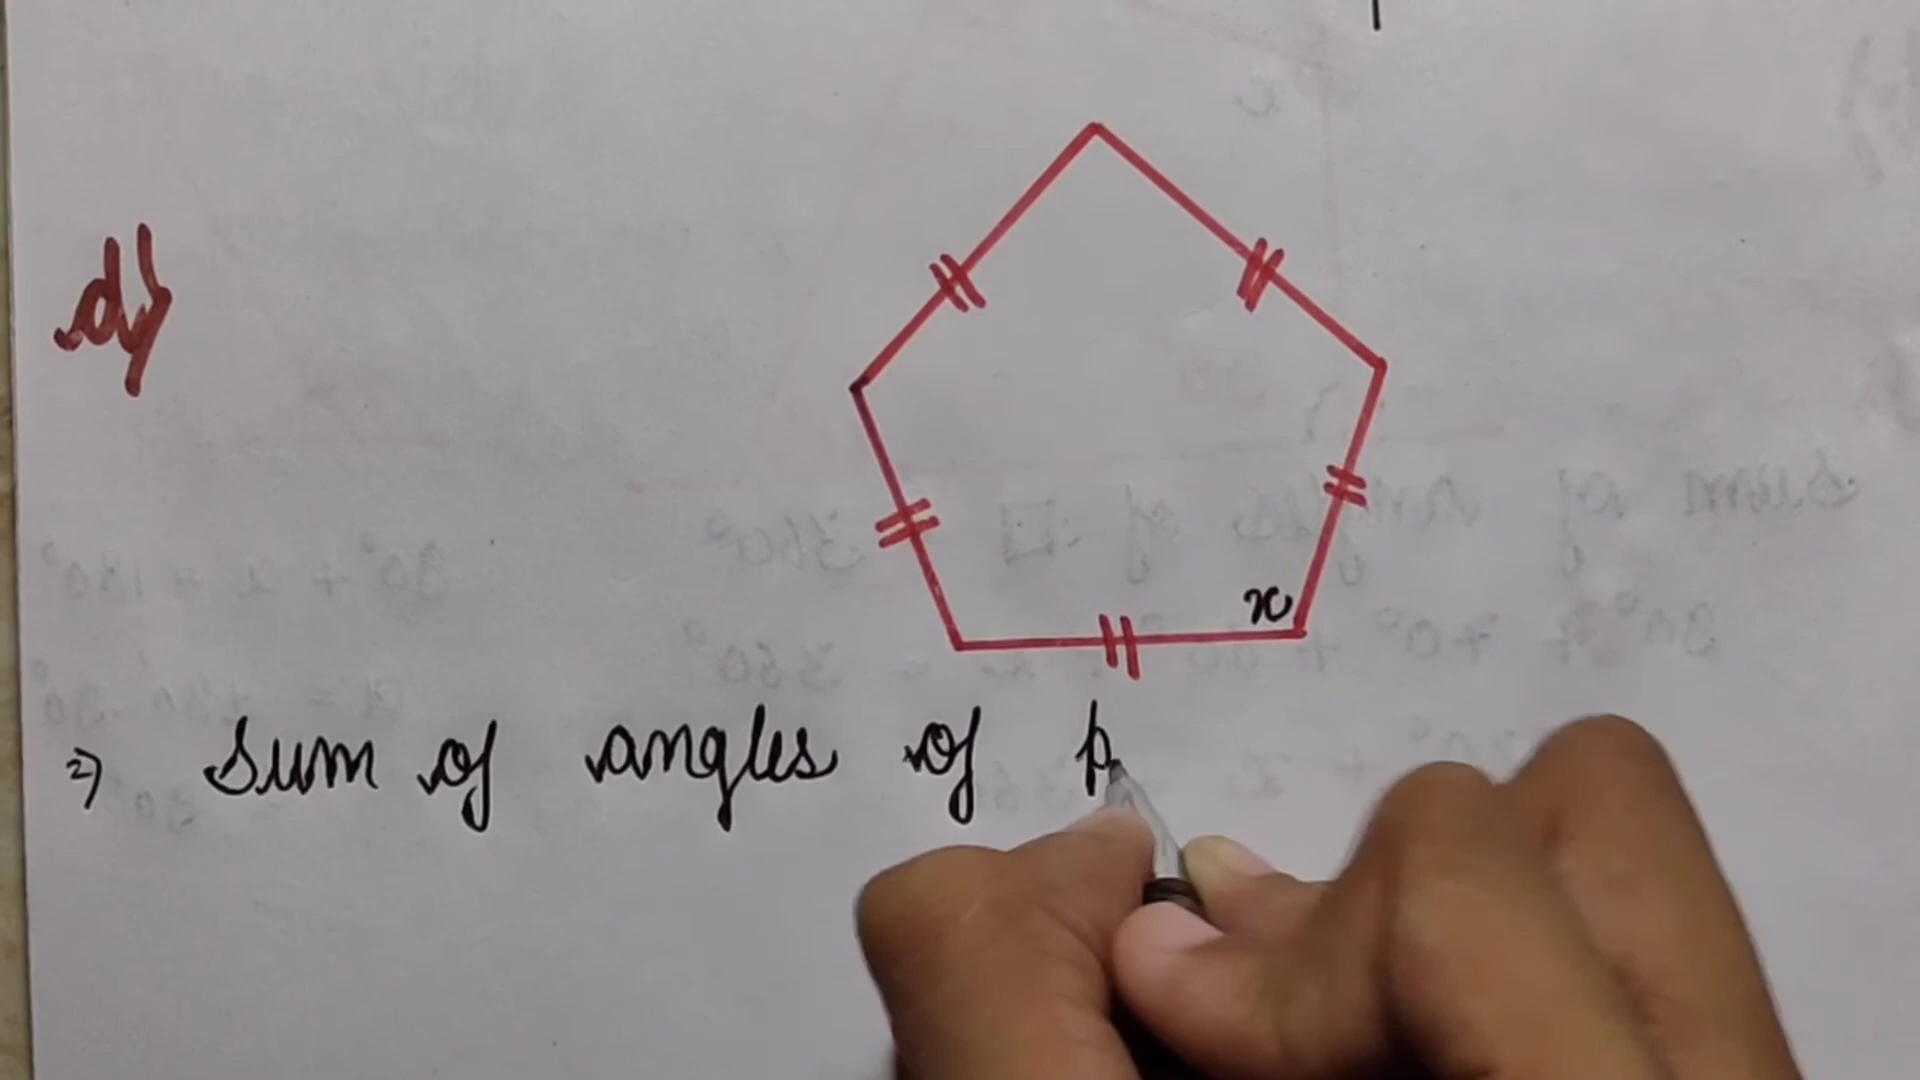 d)
x
=) Sum of angles of p